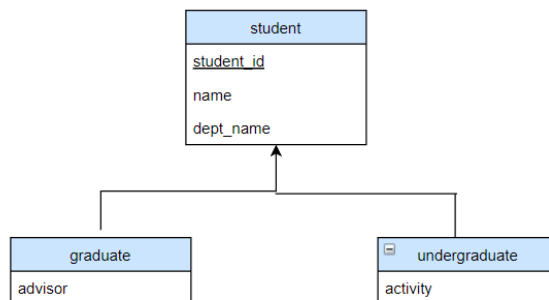 student
student_id
name
dept_name
graduate
undergraduate
advisor
activity